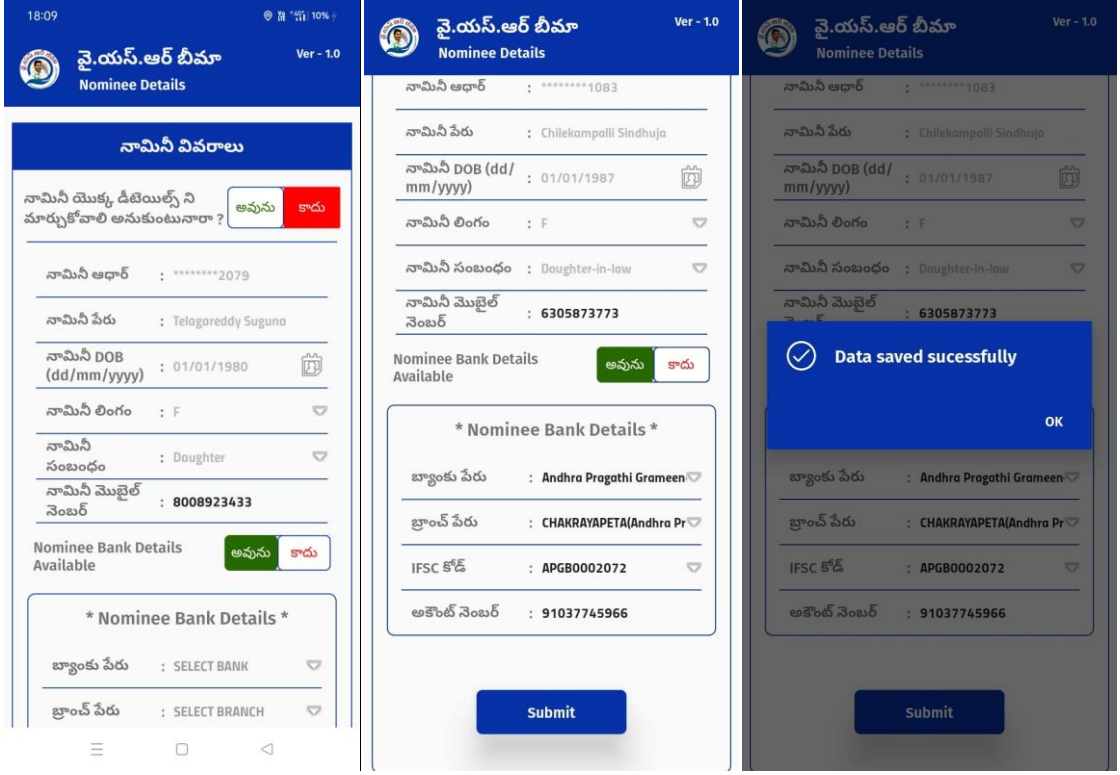 18:09
10%
వై.యస్.ఆర్ బీమా
Ver - 1.0
Nominee Details
నామినీ వివరాలు
నామినీ యొక్క డీటెయిల్స్ ని
మార్చుకోవాలి అనుకుంటునారా ?
అవును కాదు
నామినీ ఆధార్ : ********2079
నామినీ పేరు : Telagareddy Suguna
నామినీ DOB
(dd/mm/yyyy) : 01/01/1980
నామినీ లింగం : F
నామినీ
సంబంధం : Daughter
నామినీ మొబైల్
నెంబర్ : 8008923433
Nominee Bank Details
Available
అవును కాదు
* Nominee Bank Details *
బ్యాంకు పేరు : SELECT BANK
బ్రాంచ్ పేరు : SELECT BRANCH
వై.యస్.ఆర్ బీమా
Ver - 1.0
Nominee Details
నామినీ ఆధార్ : ********1083
నామినీ పేరు : Chilekampalli Sindhuja
నామినీ DOB (dd/
mm/yyyy) : 01/01/1987
నామినీ లింగం : F
నామినీ సంబంధం : Daughter-in-law
నామినీ మొబైల్
నెంబర్ : 6305873773
Nominee Bank Details
Available
అవును కాదు
* Nominee Bank Details *
బ్యాంకు పేరు : Andhra Pragathi Grameen
బ్రాంచ్ పేరు : CHAKRAYAPETA(Andhra Pr
IFSC కోడ్ : APGB0002072
అకౌంట్ నెంబర్ : 91037745966
Submit
వై.యస్.ఆర్ బీమా
Ver - 1.0
Nominee Details
నామినీ ఆధార్ : ********1083
నామినీ పేరు : Chilekampalli Sindhuja
నామినీ DOB (dd/
mm/yyyy) : 01/01/1987
నామినీ లింగం : F
నామినీ సంబంధం : Daughter-in-law
నామినీ మొబైల్
: 6305873773
Data saved sucessfully
OK
బ్యాంకు పేరు : Andhra Pragathi Grameen
బ్రాంచ్ పేరు : CHAKRAYAPETA(Andhra Pr
IFSC కోడ్ : APGB0002072
అకౌంట్ నెంబర్ : 91037745966
Submit